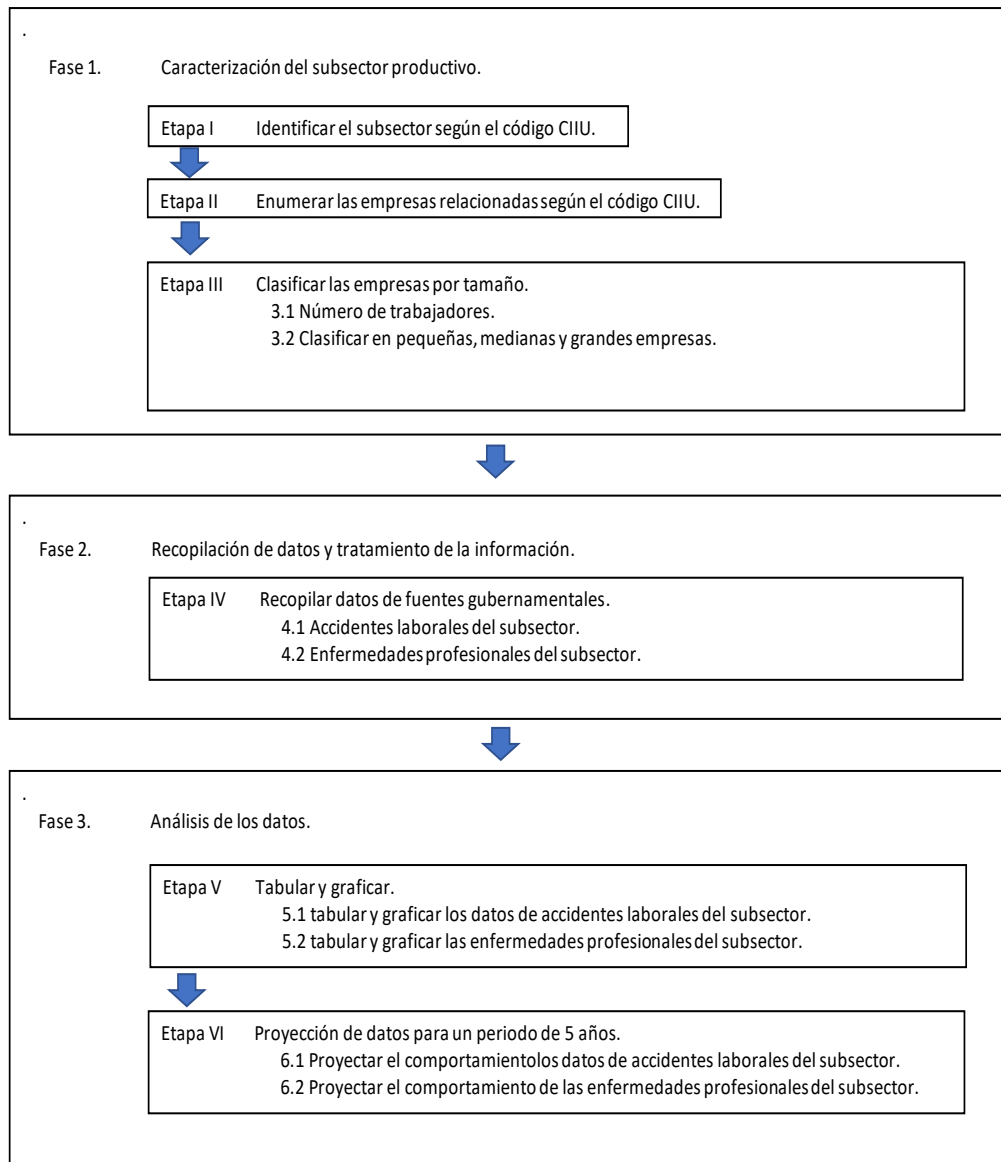 .
Fase 1. Caracterización del subsector productivo.
Etapa I Identificar el subsector según el código CIIU.
Etapa II Enumerar las empresas relacionadas según el código CIIU.
Etapa III Clasificar las empresas por tamaño.
3.1 Número de trabajadores.
3.2 Clasificar en pequeñas, medianas y grandes empresas.
.
Fase 2. Recopilación de datos y tratamiento de la información.
Etapa IV Recopilar datos de fuentes gubernamentales.
4.1 Accidentes laborales del subsector.
4.2 Enfermedades profesionales del subsector.
.
Fase 3. Análisis de los datos.
Etapa V Tabular y graficar.
5.1 tabular y graficar los datos de accidentes laborales del subsector.
5.2 tabular y graficar las enfermedades profesionales del subsector.
Etapa VI Proyección de datos para un periodo de 5 años.
6.1 Proyectar el comportamientolos datos de accidentes laborales del subsector.
6.2 Proyectar el comportamiento de las enfermedades profesionales del subsector.